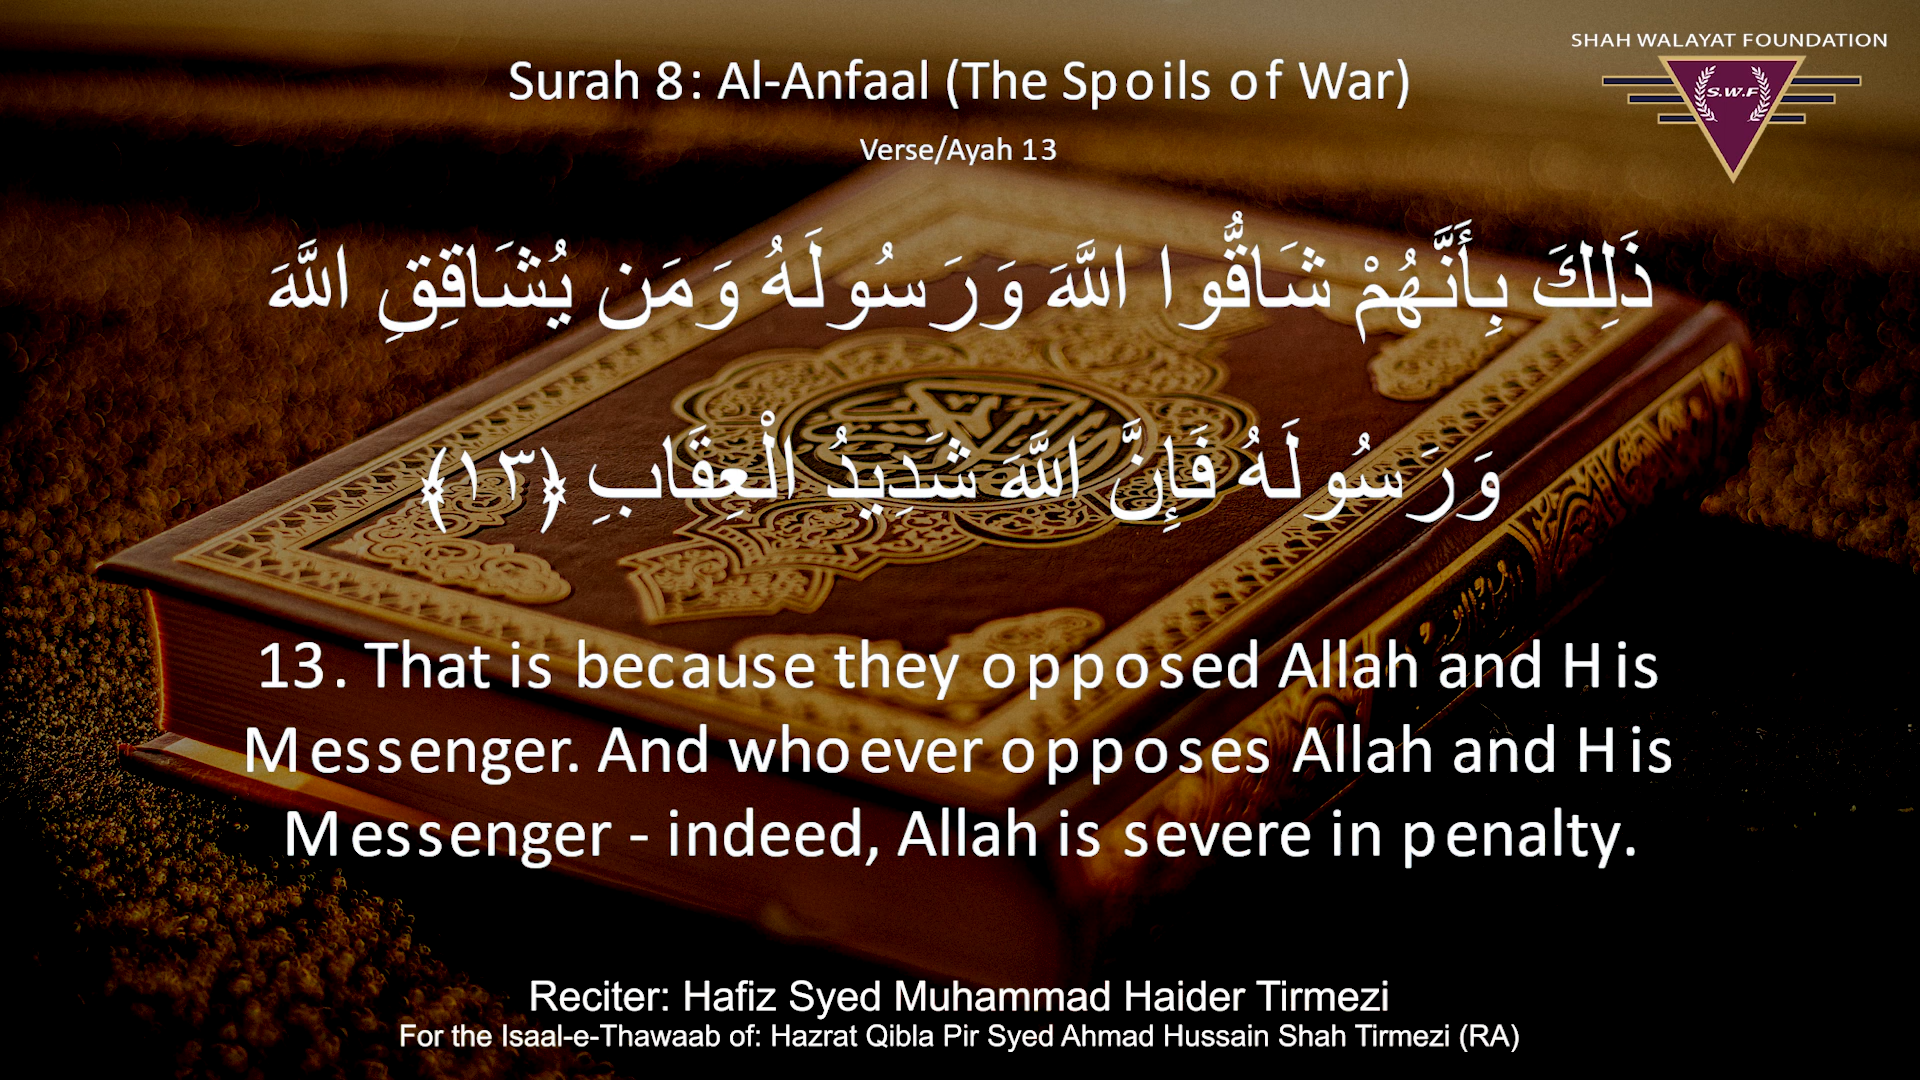 SHAH WALAYAT FOUNDATION
S.W.F
Surah 8: Al-Anfaal (The Spoils of War)
Verse/Ayah 13
ذَلِكَ بِأَنَّهُمْ شَاقُّوا اللَّهَ وَرَسُولَهُ وَمَن يُشَاقِقِ اللَّهَ
وَرَسُولَهُ فَإِنَّ اللَّهَ شَدِيدُ الْعِقَابِ ﴿١٣﴾
13. That is because they opposed Allah and His
Messenger. And whoever opposes Allah and His
Messenger - indeed, Allah is severe in penalty.
Reciter: Hafiz Syed Muhammad Haider Tirmezi
For the Isaal-e-Thawaab of: Hazrat Qibla Pir Syed Ahmad Hussain Shah Tirmezi (RA)